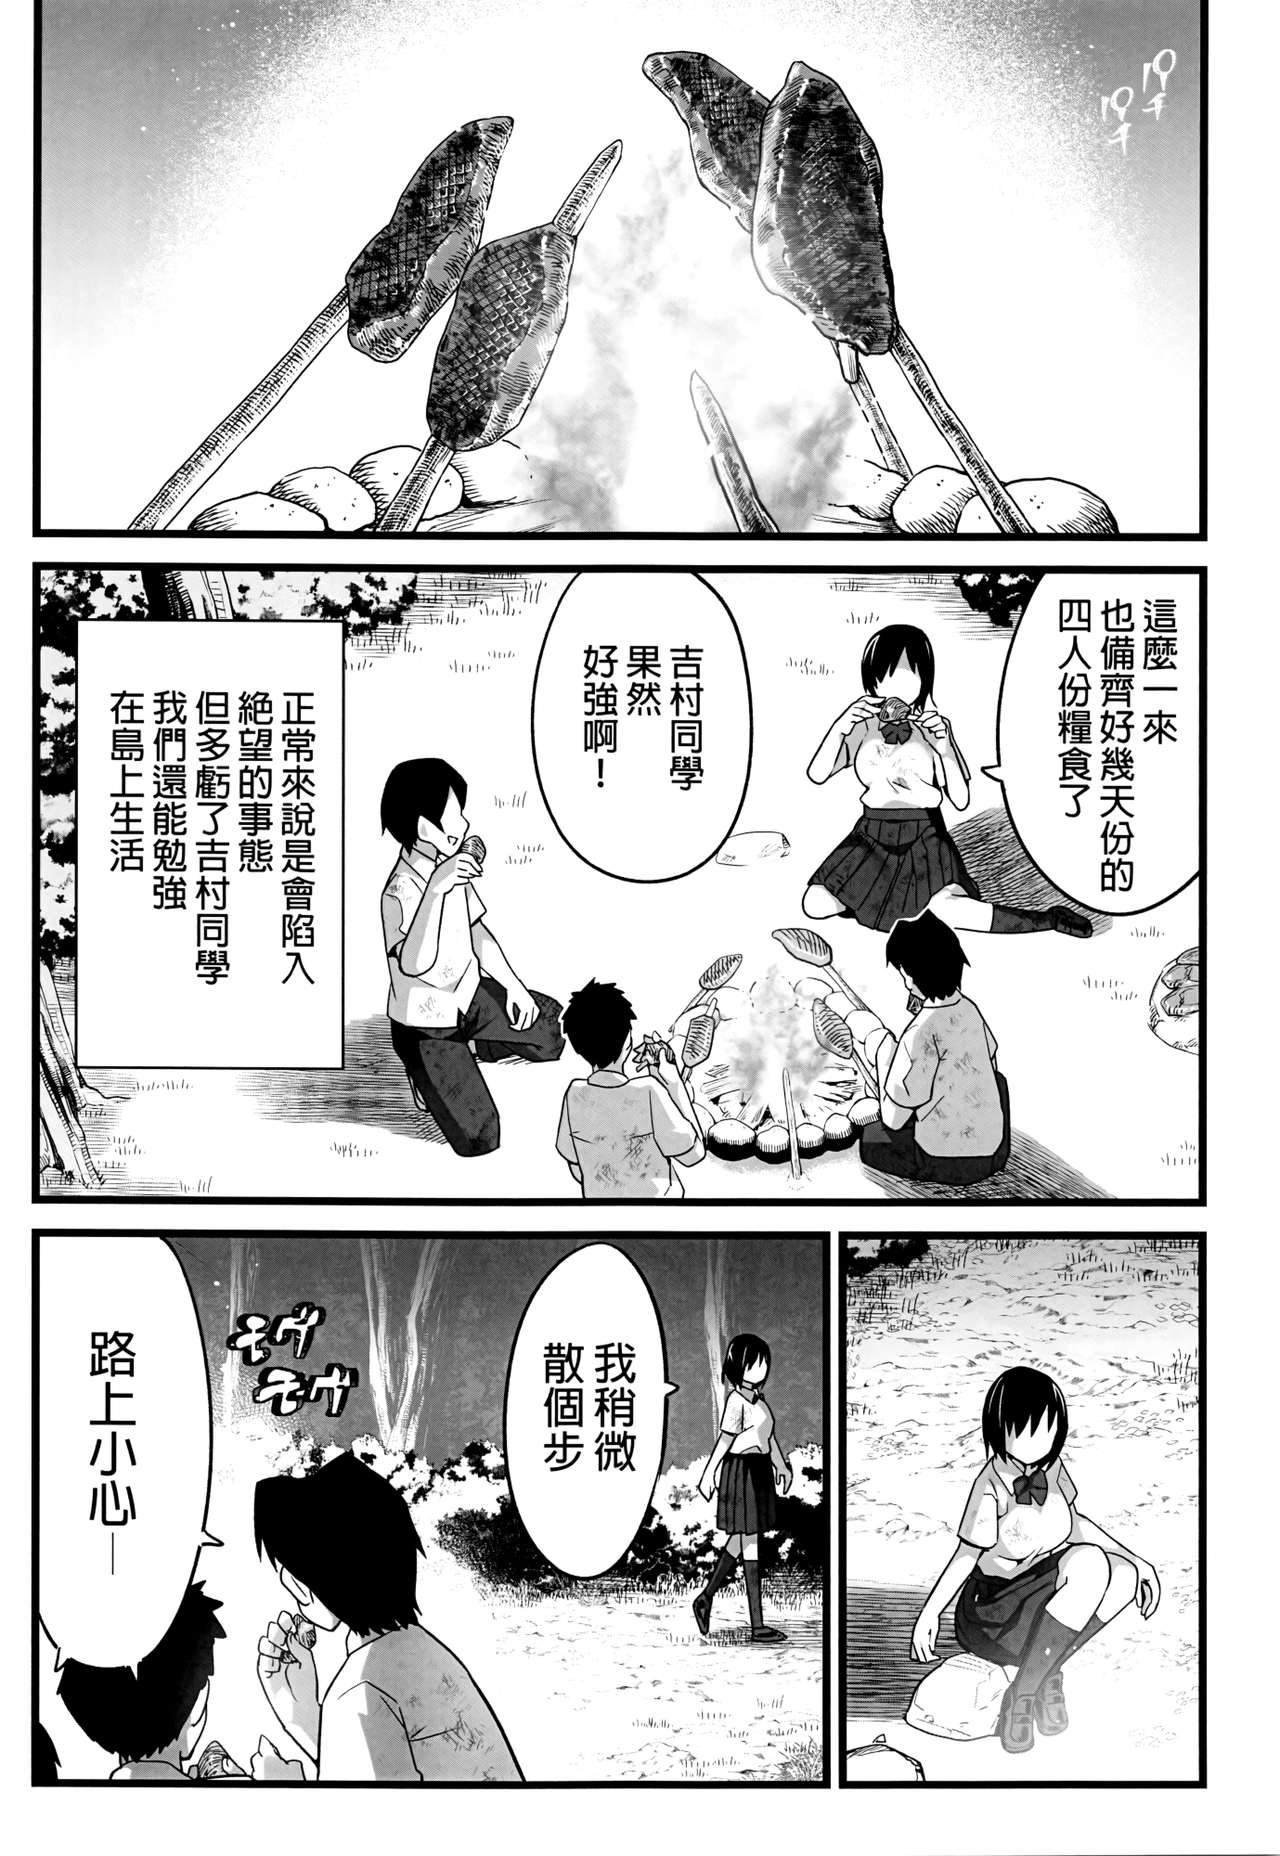 パチ
パチ
這麼一來
也備齊好幾天份的
四人份糧食了
吉村同學
果然
好強啊！
正常來說是會陷入
絕望的事態
但多虧了吉村同學
我們還能勉強
在島上生活
我稍微
散個步
モグ
モグ
路上小心─